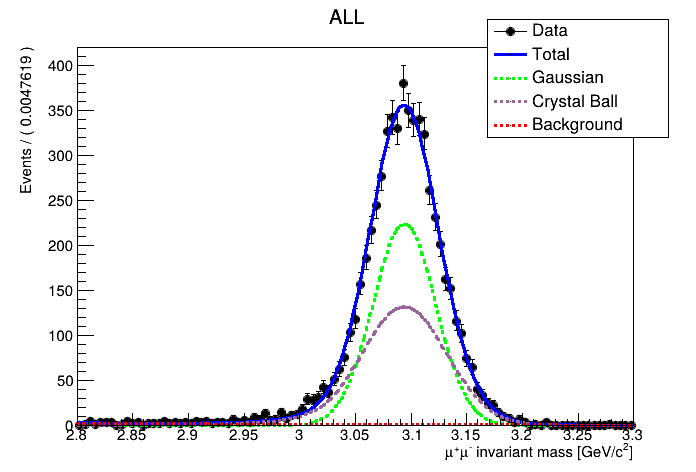 ALL
Data
Total
Gaussian
Crystal Ball
Background
Events / ( 0.0047619 )
400
350
300
250
200
150
100
50
0
2.8 2.85 2.9 2.95 3 3.05 3.1 3.15 3.2 3.25 3.3
μ⁺μ⁻ invariant mass [GeV/c²]